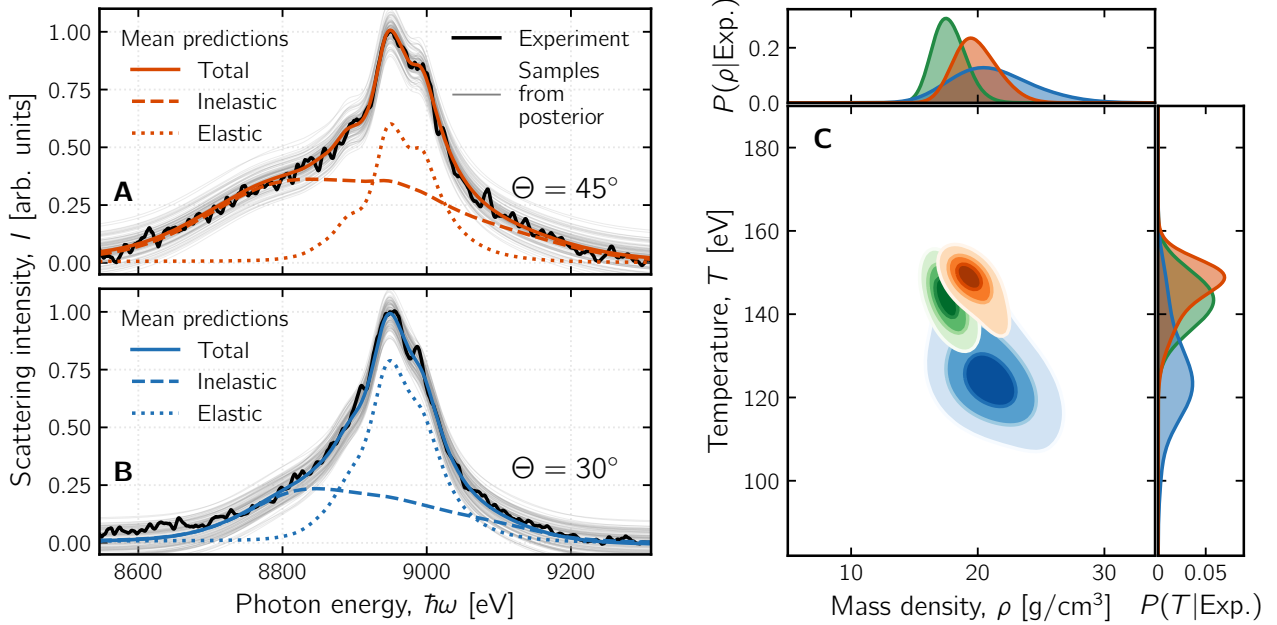 Scattering intensity, I [arb. units]
1.00
0.75
0.50
0.25
0.00
Mean predictions
Total
Inelastic
Elastic
Experiment
Samples
from
posterior
A
Θ = 45°
1.00
0.75
0.50
0.25
0.00
Mean predictions
Total
Inelastic
Elastic
B
Θ = 30°
8600 8800 9000 9200
Photon energy, ħω [eV]
P(ρ|Exp.)
0.2
0.0
C
Temperature, T [eV]
180
160
140
120
100
10 20 30
Mass density, ρ [g/cm³]
0 0.05
P(T|Exp.)